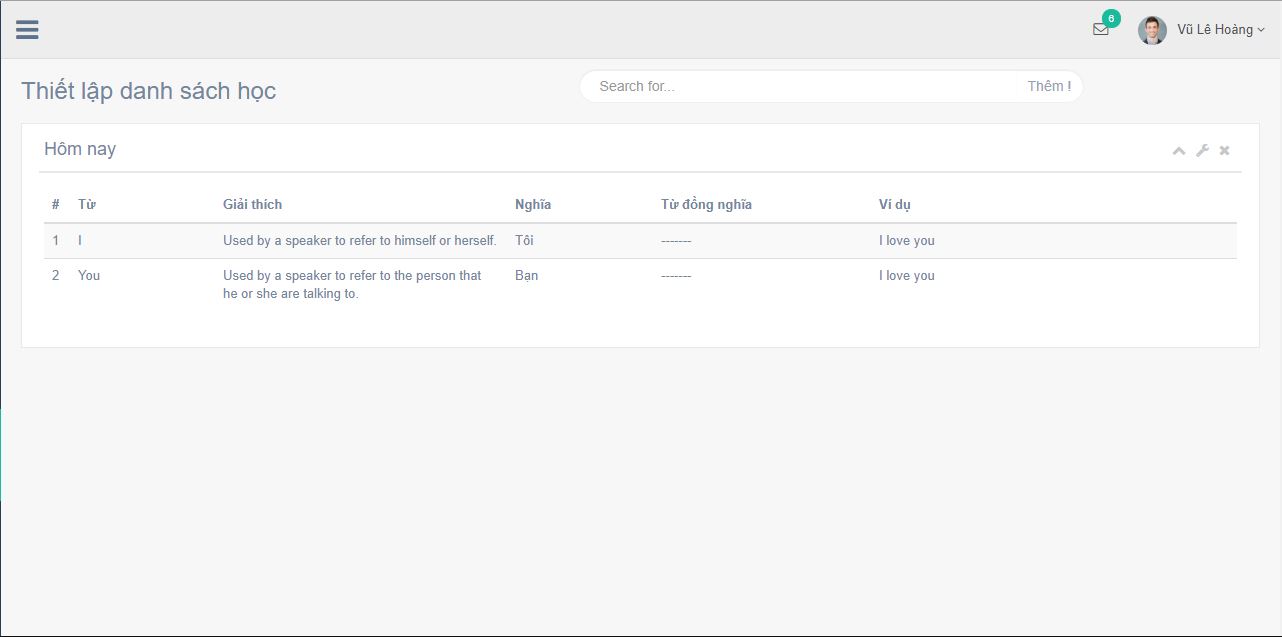 6
Vũ Lê Hoàng
Thiết lập danh sách học
Search for...
Thêm !
Hôm nay
# Từ Giải thích Nghĩa Từ đồng nghĩa Ví dụ
1 I Used by a speaker to refer to himself or herself. Tôi ------- I love you
2 You Used by a speaker to refer to the person that Bạn ------- I love you
he or she are talking to.